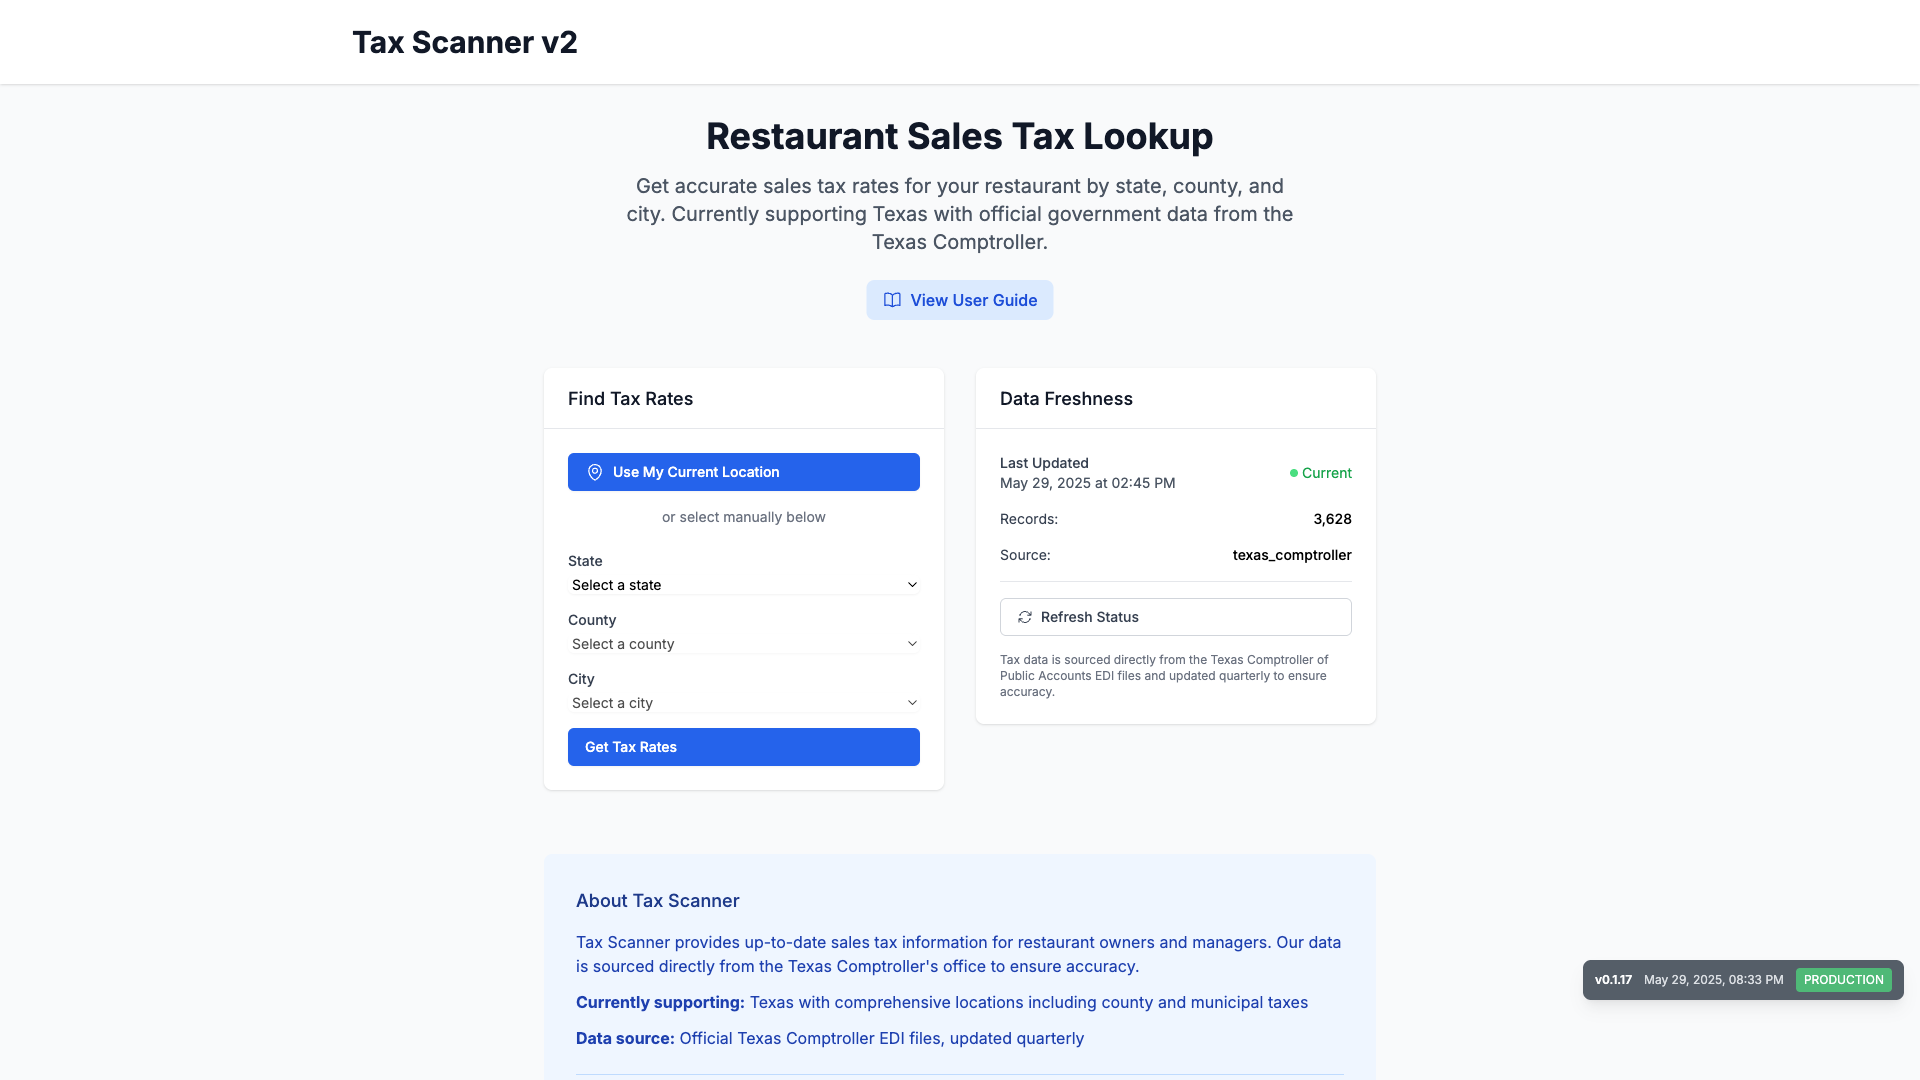 Tax Scanner v2
Restaurant Sales Tax Lookup
Get accurate sales tax rates for your restaurant by state, county, and
city. Currently supporting Texas with official government data from the
Texas Comptroller.
View User Guide
Find Tax Rates
Use My Current Location
or select manually below
State
Select a state
County
Select a county
City
Select a city
Get Tax Rates
Data Freshness
Last Updated
May 29, 2025 at 02:45 PM
Current
Records:
3,628
Source:
texas_comptroller
Refresh Status
Tax data is sourced directly from the Texas Comptroller of
Public Accounts EDI files and updated quarterly to ensure
accuracy.
About Tax Scanner
Tax Scanner provides up-to-date sales tax information for restaurant owners and managers. Our data
is sourced directly from the Texas Comptroller's office to ensure accuracy.
Currently supporting: Texas with comprehensive locations including county and municipal taxes
Data source: Official Texas Comptroller EDI files, updated quarterly
v0.1.17 May 29, 2025, 08:33 PM PRODUCTION